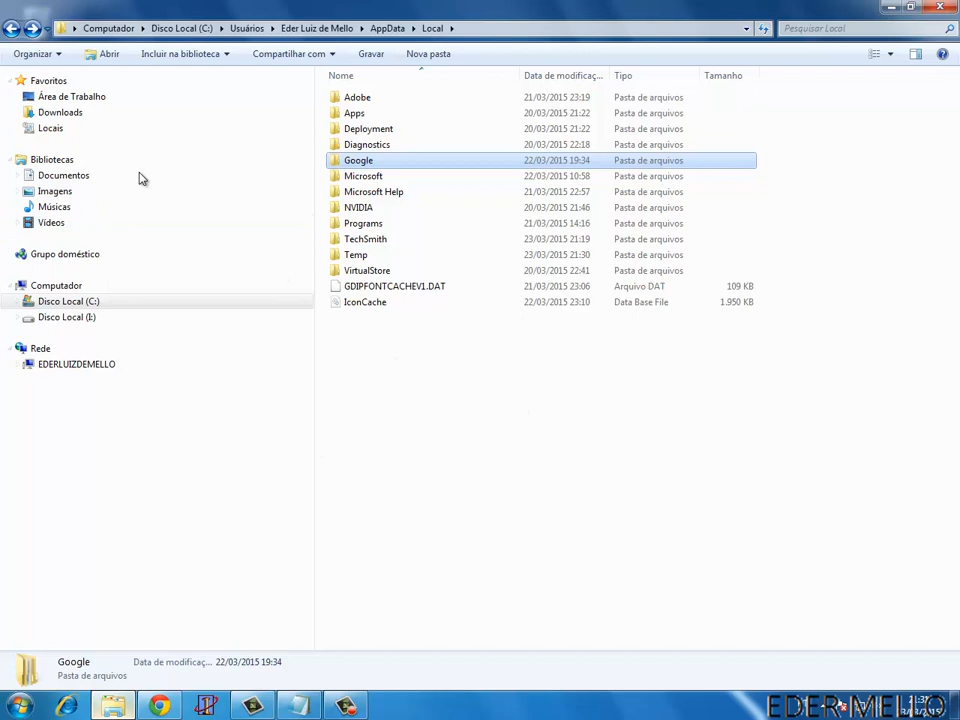 Computador Disco Local (C:) Usuários Eder Luiz de Mello AppData Local
Pesquisar Local
Organizar Abrir Incluir na biblioteca Compartilhar com Gravar Nova pasta
Favoritos
Área de Trabalho
Downloads
Locais
Bibliotecas
Documentos
Imagens
Músicas
Vídeos
Grupo doméstico
Computador
Disco Local (C:)
Disco Local (I:)
Rede
EDERLUIZDEMELLO
Nome Data de modificaç... Tipo Tamanho
Adobe 21/03/2015 23:19 Pasta de arquivos
Apps 20/03/2015 21:22 Pasta de arquivos
Deployment 20/03/2015 21:22 Pasta de arquivos
Diagnostics 20/03/2015 22:18 Pasta de arquivos
Google 22/03/2015 19:34 Pasta de arquivos
Microsoft 22/03/2015 10:58 Pasta de arquivos
Microsoft Help 21/03/2015 22:57 Pasta de arquivos
NVIDIA 20/03/2015 21:46 Pasta de arquivos
Programs 21/03/2015 14:16 Pasta de arquivos
TechSmith 23/03/2015 21:19 Pasta de arquivos
Temp 23/03/2015 21:30 Pasta de arquivos
VirtualStore 20/03/2015 22:41 Pasta de arquivos
GDIPFONTCACHEV1.DAT 21/03/2015 23:06 Arquivo DAT 109 KB
IconCache 22/03/2015 23:10 Data Base File 1.950 KB
Google Data de modificaç... 22/03/2015 19:34
Pasta de arquivos
EDER MELLO